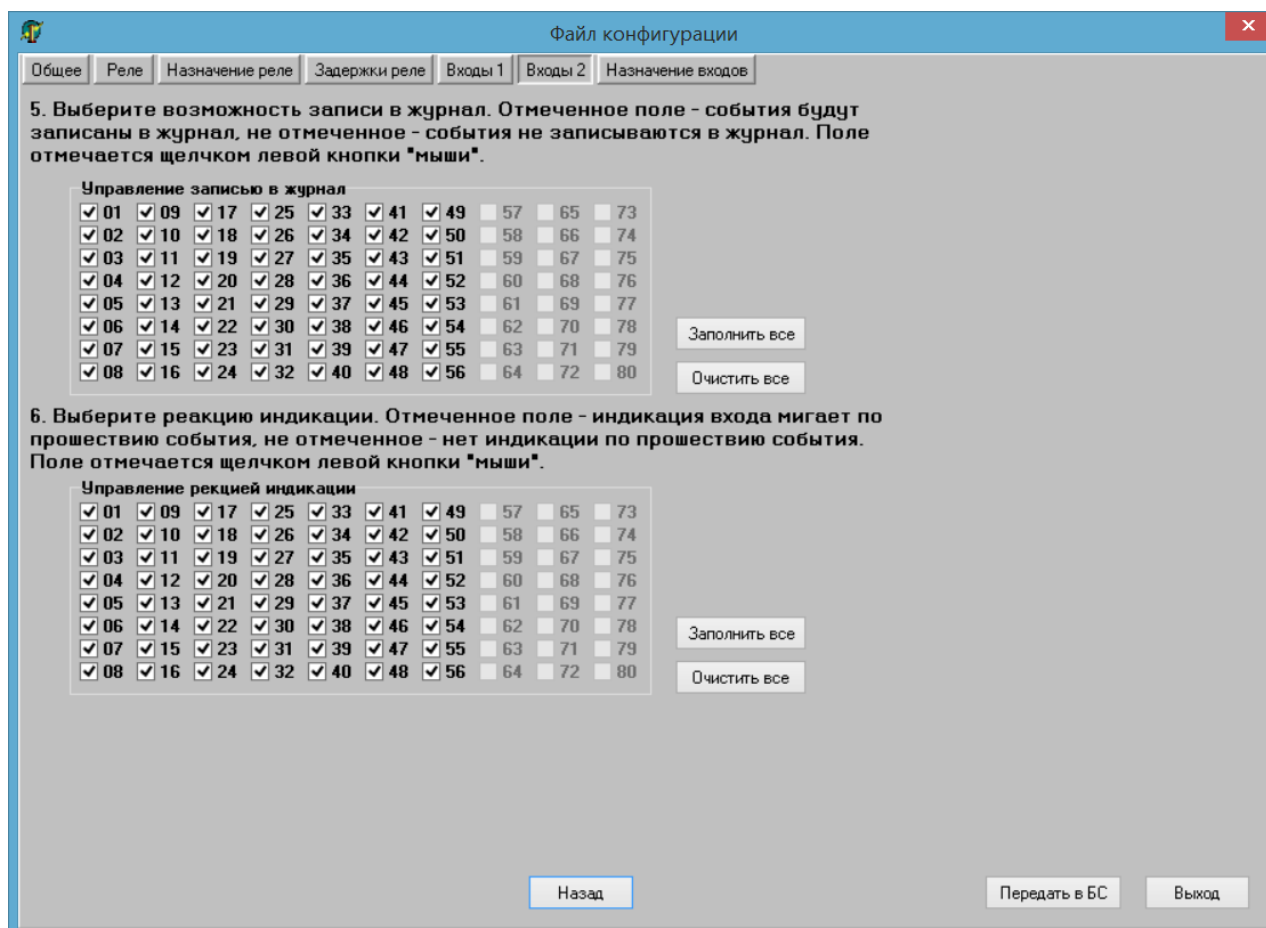 Файл конфигурации
Общее Реле Назначение реле Задержки реле Входы 1 Входы 2 Назначение входов
5. Выберите возможность записи в журнал. Отмеченное поле - события будут
записаны в журнал, не отмеченное - события не записываются в журнал. Поле
отмечается щелчком левой кнопки "мыши".
Управление записью в журнал
01 09 17 25 33 41 49 57 65 73
02 10 18 26 34 42 50 58 66 74
03 11 19 27 35 43 51 59 67 75
04 12 20 28 36 44 52 60 68 76
05 13 21 29 37 45 53 61 69 77
06 14 22 30 38 46 54 62 70 78
Заполнить все
07 15 23 31 39 47 55 63 71 79
08 16 24 32 40 48 56 64 72 80
Очистить все
6. Выберите реакцию индикации. Отмеченное поле - индикация входа мигает по
прошествию события, не отмеченное - нет индикации по прошествию события.
Поле отмечается щелчком левой кнопки "мыши".
Управление рекцией индикации
01 09 17 25 33 41 49 57 65 73
02 10 18 26 34 42 50 58 66 74
03 11 19 27 35 43 51 59 67 75
04 12 20 28 36 44 52 60 68 76
05 13 21 29 37 45 53 61 69 77
06 14 22 30 38 46 54 62 70 78
Заполнить все
07 15 23 31 39 47 55 63 71 79
08 16 24 32 40 48 56 64 72 80
Очистить все
Назад Передать в БС Выход